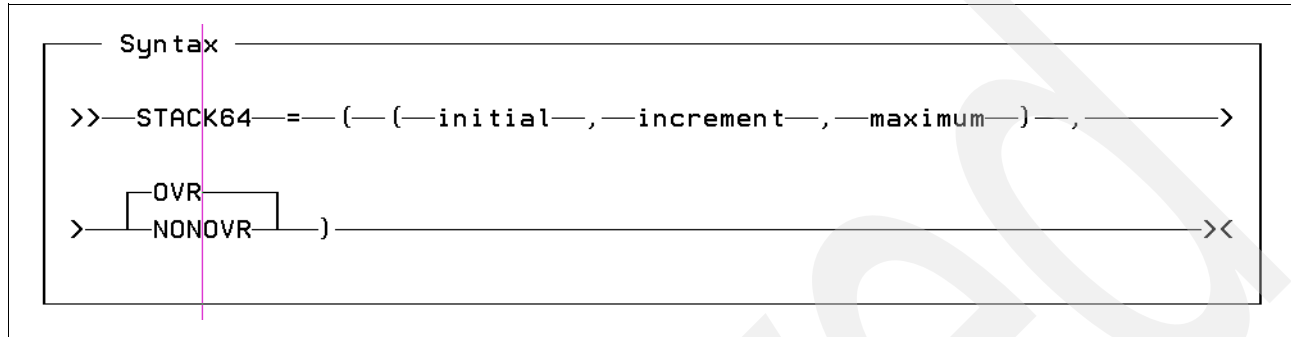 Syntax
>>—STACK64—=—(—(—initial—,—increment—,—maximum—)—,—>
OVR
>—NONOVR—)—><